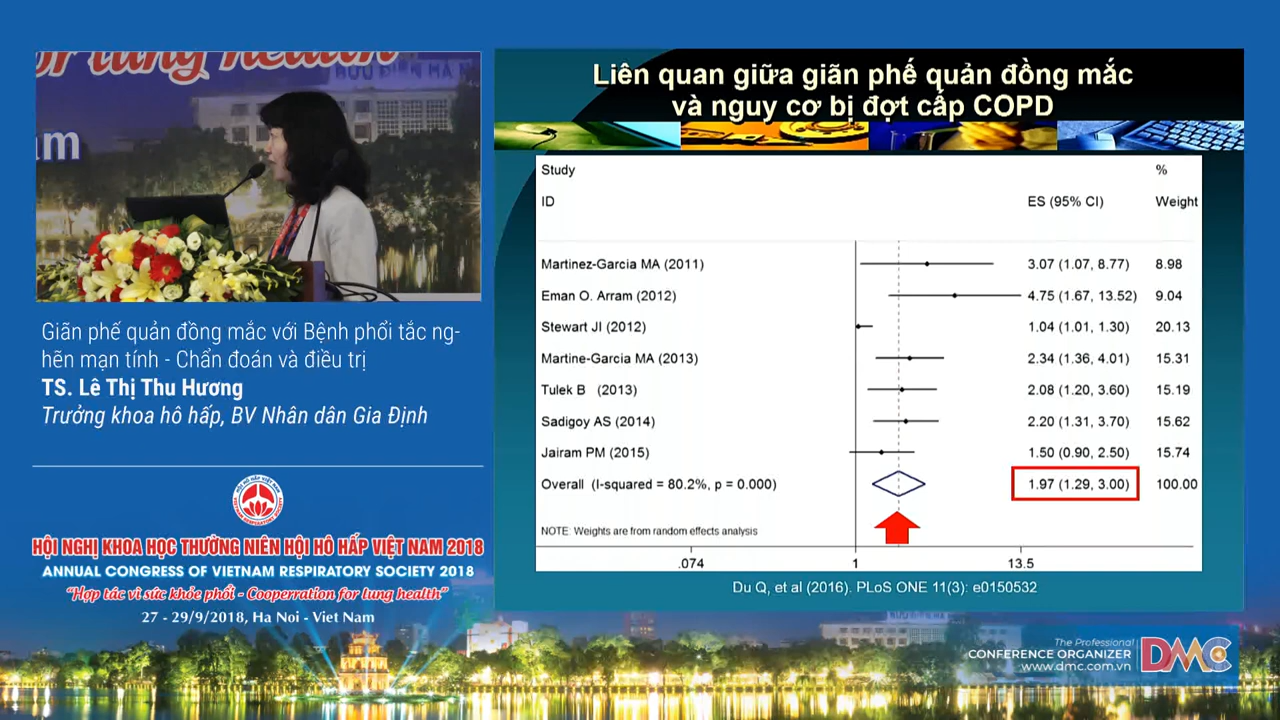 or lung health
BƯU ĐIỆN HÀ N
am
Giãn phế quản đồng mắc với Bệnh phổi tắc ng-
hẽn mạn tính - Chẩn đoán và điều trị
TS. Lê Thị Thu Hương
Trưởng khoa hô hấp, BV Nhân dân Gia Định
HỘI NGHỊ KHOA HỌC THƯỜNG NIÊN HỘI HÔ HẤP VIỆT NAM 2018
ANNUAL CONGRESS OF VIETNAM RESPIRATORY SOCIETY 2018
"Hợp tác vì sức khỏe phổi - Cooperration for lung health"
27 - 29/9/2018, Ha Noi - Viet Nam
Liên quan giữa giãn phế quản đồng mắc
và nguy cơ bị đợt cấp COPD
Study %
ID ES (95% CI) Weight
Martinez-Garcia MA (2011) 3.07 (1.07, 8.77) 8.98
Eman O. Arram (2012) 4.75 (1.67, 13.52) 9.04
Stewart JI (2012) 1.04 (1.01, 1.30) 20.13
Martine-Garcia MA (2013) 2.34 (1.36, 4.01) 15.31
Tulek B (2013) 2.08 (1.20, 3.60) 15.19
Sadigoy AS (2014) 2.20 (1.31, 3.70) 15.62
Jairam PM (2015) 1.50 (0.90, 2.50) 15.74
Overall (I-squared = 80.2%, p = 0.000) 1.97 (1.29, 3.00) 100.00
NOTE: Weights are from random effects analysis
.074 1 13.5
Du Q, et al (2016). PLoS ONE 11(3): e0150532
The Professional
CONFERENCE ORGANIZER
www.dmc.com.vn
DMC